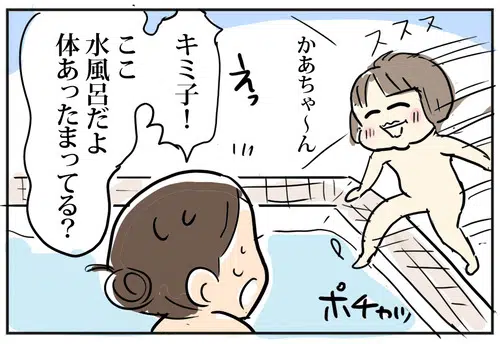 ススス
かあちゃ〜ん
えっ
キミ子!
ここ
水風呂だよ
体あったまってる?
ポチャッ